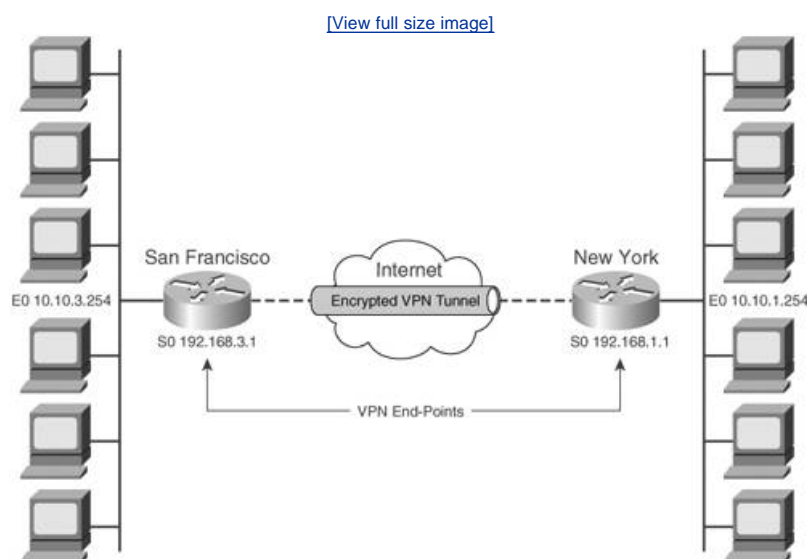 [View full size image]
San Francisco
Internet
New York
E0 10.10.3.254
Encrypted VPN Tunnel
E0 10.10.1.254
S0 192.168.3.1
S0 192.168.1.1
VPN End-Points